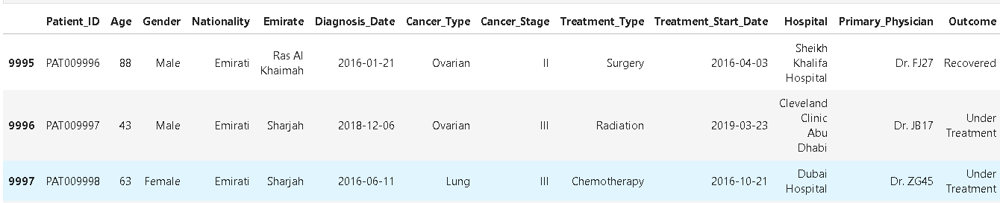 Patient_ID Age Gender Nationality Emirate Diagnosis_Date Cancer_Type Cancer_Stage Treatment_Type Treatment_Start_Date Hospital Primary_Physician Outcome
9995 PAT009996 88 Male Emirati Ras Al Khaimah 2016-01-21 Ovarian II Surgery 2016-04-03 Sheikh Khalifa Hospital Dr. FJ27 Recovered
9996 PAT009997 43 Male Emirati Sharjah 2018-12-06 Ovarian III Radiation 2019-03-23 Cleveland Clinic Abu Dhabi Dr. JB17 Under Treatment
9997 PAT009998 63 Female Emirati Sharjah 2016-06-11 Lung III Chemotherapy 2016-10-21 Dubai Hospital Dr. ZG45 Under Treatment